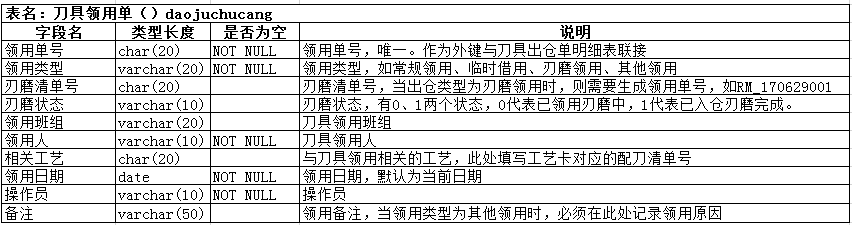 表名：刀具领用单（）daojuchucang
字段名 类型长度 是否为空 说明
领用单号 char(20) NOT NULL 领用单号，唯一。作为外键与刀具出仓单明细表联接
领用类型 varchar(20) NOT NULL 领用类型，如常规领用、临时借用、刃磨领用、其他领用
刃磨清单号 char(20) 刃磨清单号，当出仓类型为刃磨领用时，则需要生成领用单号，如RM_170629001
刃磨状态 varchar(10) 刃磨状态，有0、1两个状态，0代表已领用刃磨中，1代表已入仓刃磨完成。
领用班组 varchar(20) 刀具领用班组
领用人 varchar(10) NOT NULL 刀具领用人
相关工艺 char(20) 与刀具领用相关的工艺，此处填写工艺卡对应的配刀清单号
领用日期 date NOT NULL 领用日期，默认为当前日期
操作员 varchar(10) NOT NULL 操作员
备注 varchar(50) 领用备注，当领用类型为其他领用时，必须在此处记录领用原因